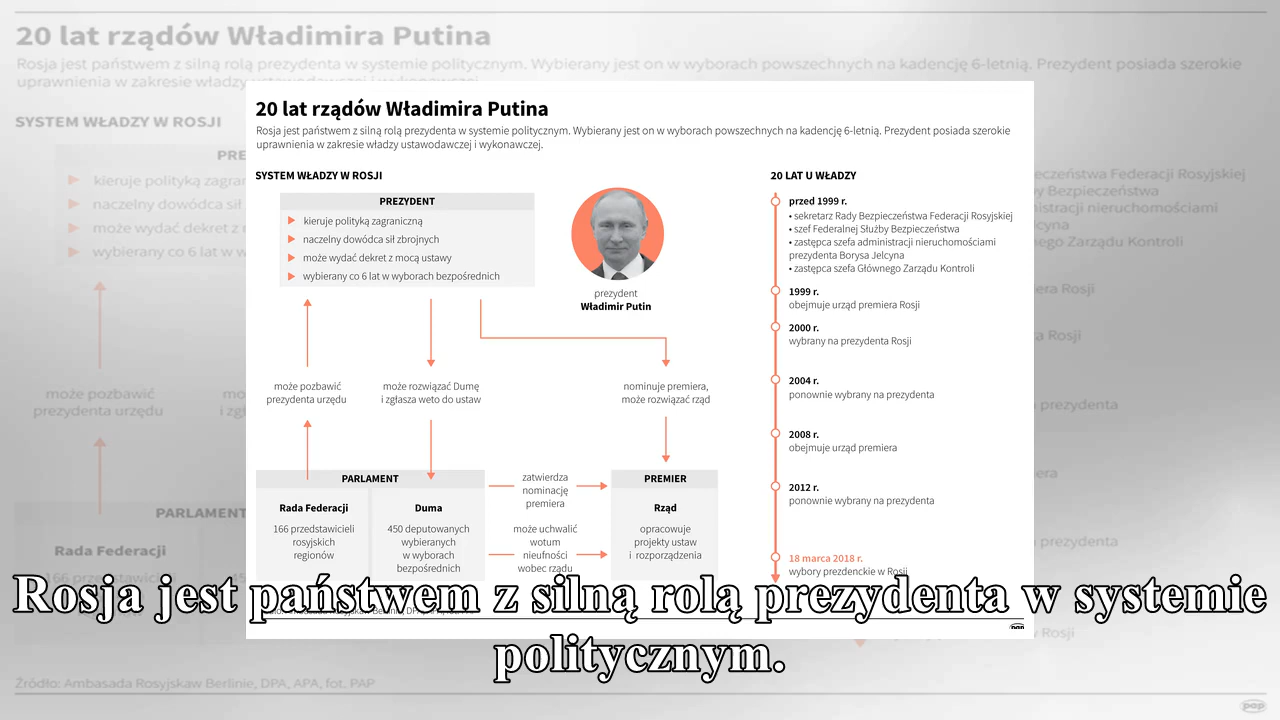 20 lat rządów Władimira Putina
Rosja jest państwem z silną rolą prezydenta w systemie politycznym. Wybierany jest on w wyborach powszechnych na kadencję 6-letnią. Prezydent posiada szerokie
uprawnienia w zakresie władzy ustawodawczej i wykonawczej.
SYSTEM WŁADZY W ROSJI
PREZYDENT
kieruje polityką zagraniczną
naczelny dowódca sił zbrojnych
może wydać dekret z mocą ustawy
wybierany co 6 lat w wyborach bezpośrednich
prezydent
Władimir Putin
może pozbawić
prezydenta urzędu
może rozwiązać Dumę
i zgłasza weto do ustaw
nominuje premiera,
może rozwiązać rząd
PARLAMENT
Rada Federacji
166 przedstawicieli
rosyjskich
regionów
Duma
450 deputowanych
wybieranych
w wyborach
bezpośrednich
zatwierdza
nominację
premiera
może uchwalić
wotum
nieufności
wobec rządu
PREMIER
Rząd
opracowuje
projekty ustaw
i rozporządzenia
20 LAT U WŁADZY
przed 1999 r.
• sekretarz Rady Bezpieczeństwa Federacji Rosyjskiej
• szef Federalnej Służby Bezpieczeństwa
• zastępca szefa administracji nieruchomościami
prezydenta Borysa Jelcyna
• zastępca szefa Głównego Zarządu Kontroli
1999 r.
obejmuje urząd premiera Rosji
2000 r.
wybrany na prezydenta Rosji
2004 r.
ponownie wybrany na prezydenta
2008 r.
obejmuje urząd premiera
2012 r.
ponownie wybrany na prezydenta
18 marca 2018 r.
wybory prezdenckie w Rosji
pap
Rosja jest państwem z silną rolą prezydenta w systemie
politycznym.
Źródło: Ambasada Rosyjskaw Berlinie, DPA, APA, fot. PAP
pap